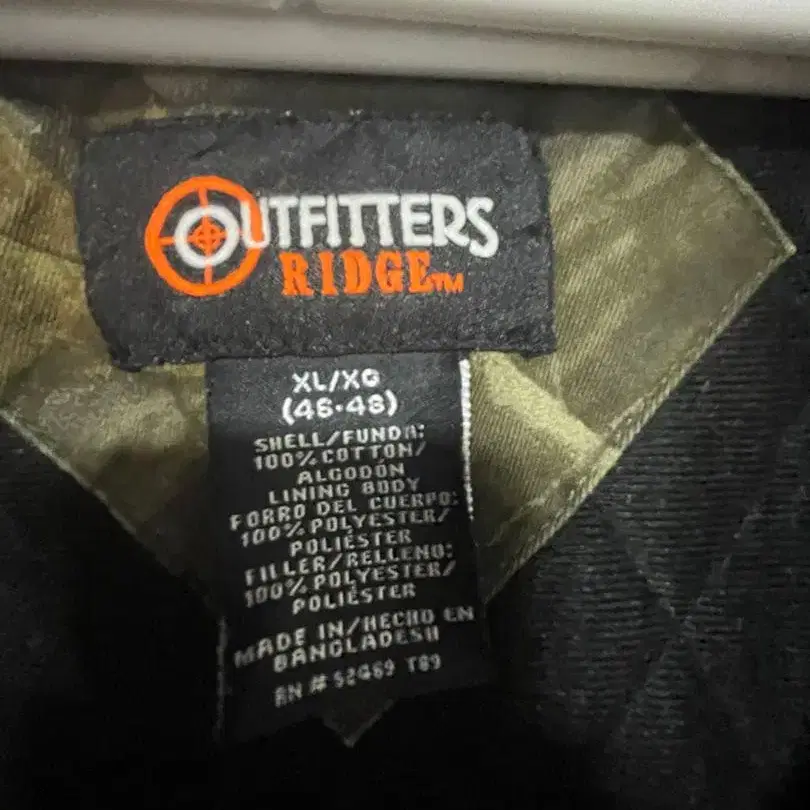 OUTFITTERS
RIDGE™
XL/XG
(46-48)
SHELL/FUNDA:
100% COTTON/
ALGODÓN
LINING BODY
FORRO DEL CUERPO:
100% POLYESTER/
POLIÉSTER
FILLER/RELLENO:
100% POLYESTER/
POLIÉSTER
MADE IN/HECHO EN
BANGLADESH
RN # 52469 T89